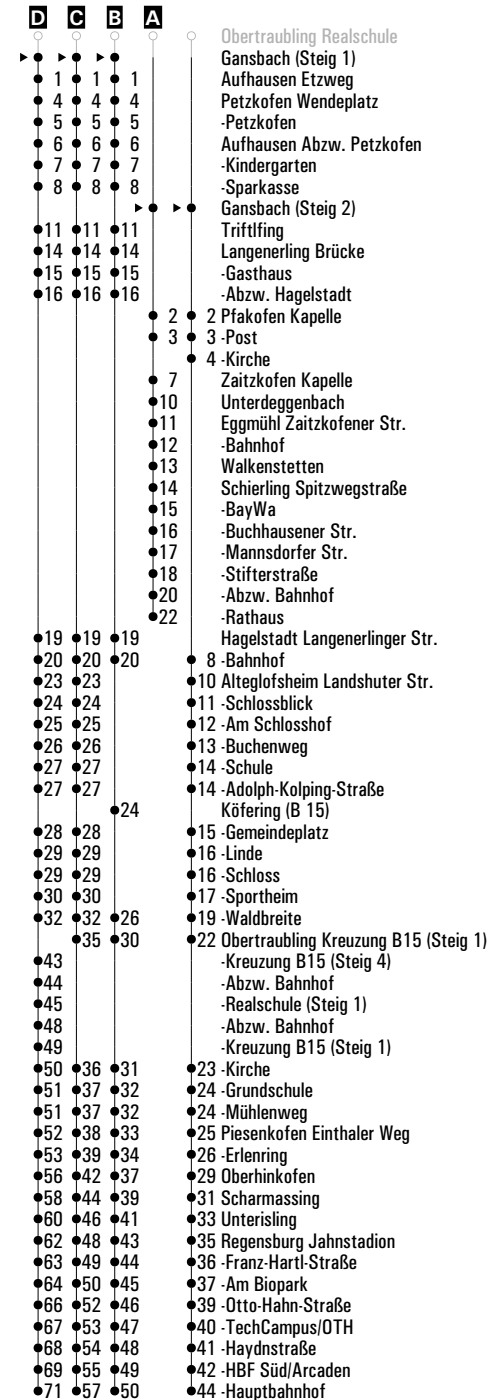 D C B A
Obertraubling Realschule
Gansbach (Steig 1)
1 1 1 Aufhausen Etzweg
4 4 4 Petzkofen Wendeplatz
5 5 5 -Petzkofen
6 6 6 Aufhausen Abzw. Petzkofen
7 7 7 -Kindergarten
8 8 8 -Sparkasse
Gansbach (Steig 2)
11 11 11 Triftlfing
14 14 14 Langenerling Brücke
15 15 15 -Gasthaus
16 16 16 -Abzw. Hagelstadt
2 2 Pfakofen Kapelle
3 3 -Post
4 -Kirche
7 Zaitzkofen Kapelle
10 Unterdeggenbach
11 Eggmühl Zaitzkofener Str.
12 -Bahnhof
13 Walkenstetten
14 Schierling Spitzwegstraße
15 -BayWa
16 -Buchhausener Str.
17 -Mannsdorfer Str.
18 -Stifterstraße
20 -Abzw. Bahnhof
22 -Rathaus
19 19 19 Hagelstadt Langenerlinger Str.
20 20 20 8 -Bahnhof
23 23 10 Alteglofsheim Landshuter Str.
24 24 11 -Schlossblick
25 25 12 -Am Schlosshof
26 26 13 -Buchenweg
27 27 14 -Schule
27 27 14 -Adolph-Kolping-Straße
24 Köfering (B 15)
28 28 15 -Gemeindeplatz
29 29 16 -Linde
29 29 16 -Schloss
30 30 17 -Sportheim
32 32 26 19 -Waldbreite
35 30 22 Obertraubling Kreuzung B15 (Steig 1)
43 -Kreuzung B15 (Steig 4)
44 -Abzw. Bahnhof
45 -Realschule (Steig 1)
48 -Abzw. Bahnhof
49 -Kreuzung B15 (Steig 1)
50 36 31 23 -Kirche
51 37 32 24 -Grundschule
51 37 32 24 -Mühlenweg
52 38 33 25 Piesenkofen Einthaler Weg
53 39 34 26 -Erlenring
56 42 37 29 Oberhinkofen
58 44 39 31 Scharmassing
60 46 41 33 Unterisling
62 48 43 35 Regensburg Jahnstadion
63 49 44 36 -Franz-Hartl-Straße
64 50 45 37 -Am Biopark
66 52 46 39 -Otto-Hahn-Straße
67 53 47 40 -TechCampus/OTH
68 54 48 41 -Haydnstraße
69 55 49 42 -HBF Süd/Arcaden
71 57 50 44 -Hauptbahnhof